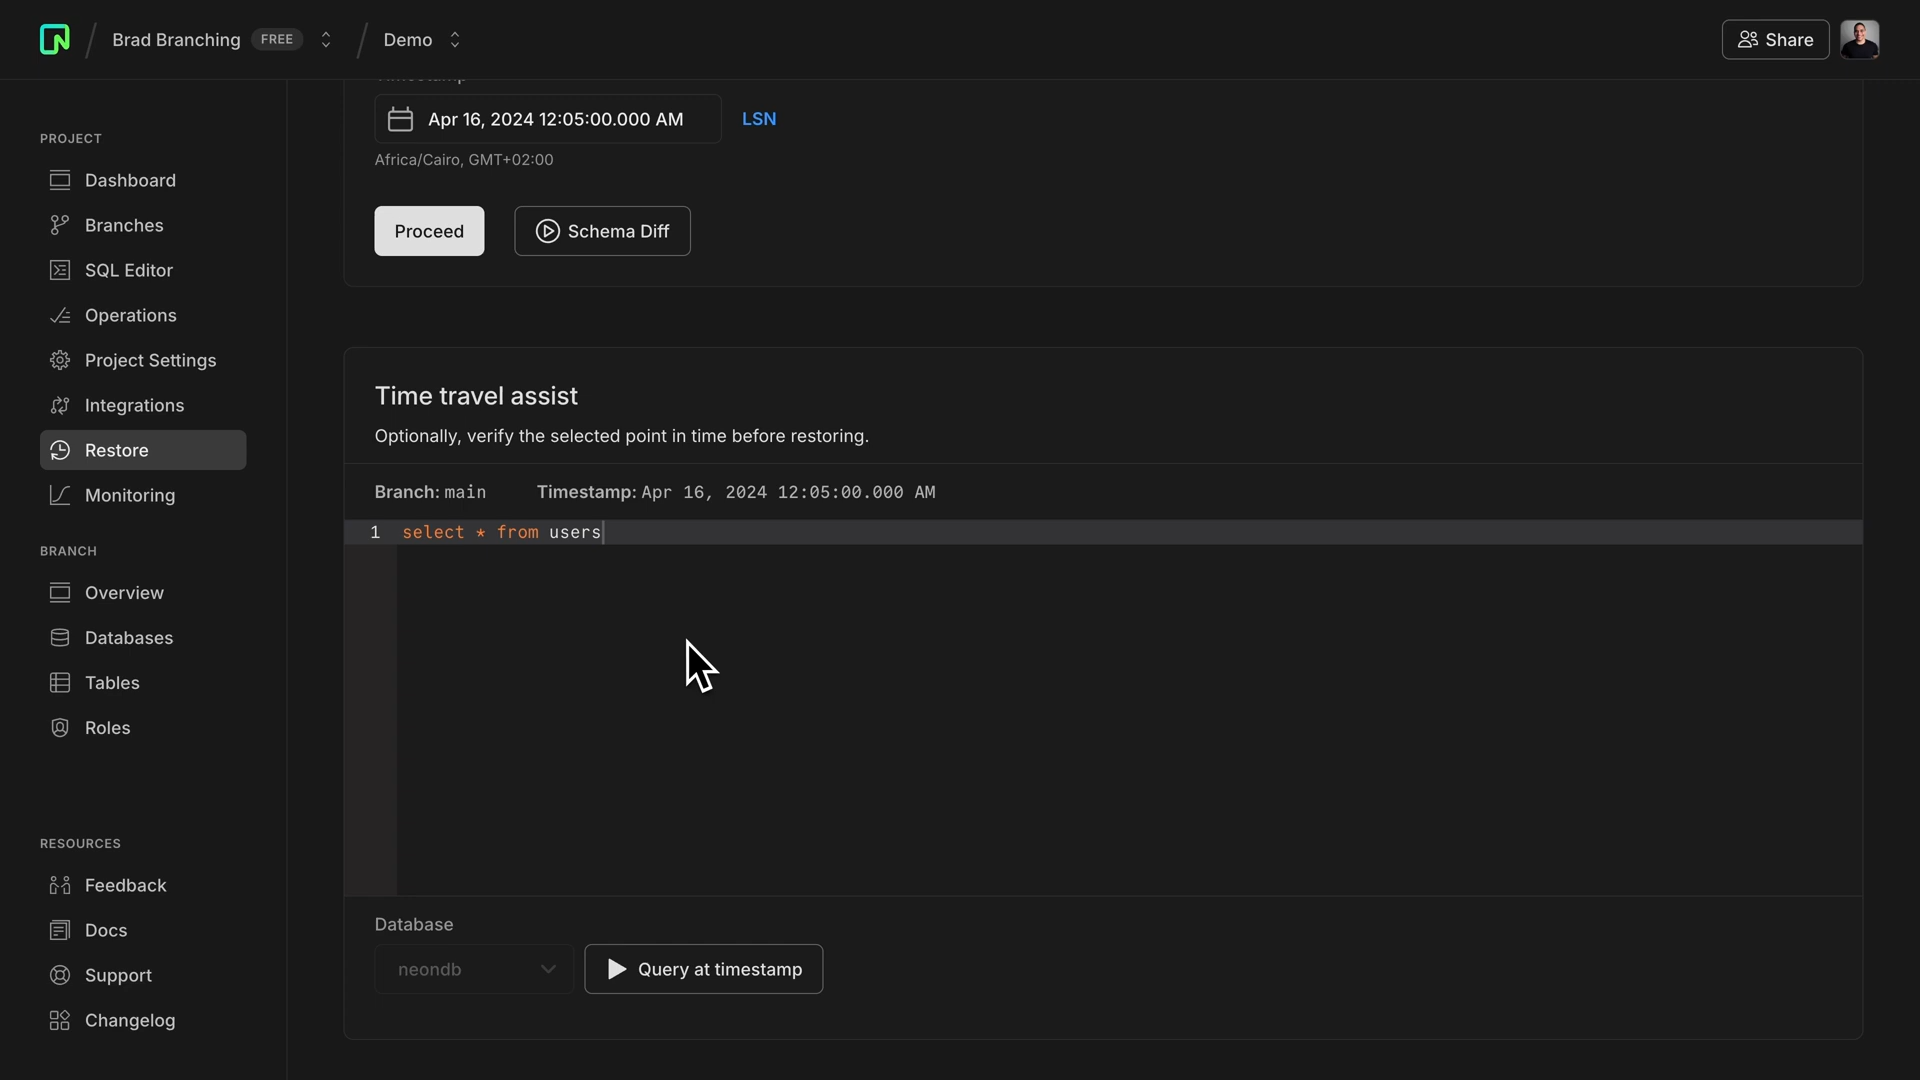 Brad Branching FREE
Demo
Share
PROJECT
Dashboard
Branches
SQL Editor
Operations
Project Settings
Integrations
Restore
Monitoring
BRANCH
Overview
Databases
Tables
Roles
RESOURCES
Feedback
Docs
Support
Changelog
Timestamp
Apr 16, 2024 12:05:00.000 AM
LSN
Africa/Cairo, GMT+02:00
Proceed
Schema Diff
Time travel assist
Optionally, verify the selected point in time before restoring.
Branch: main Timestamp: Apr 16, 2024 12:05:00.000 AM
1 select * from users
Database
neondb
Query at timestamp